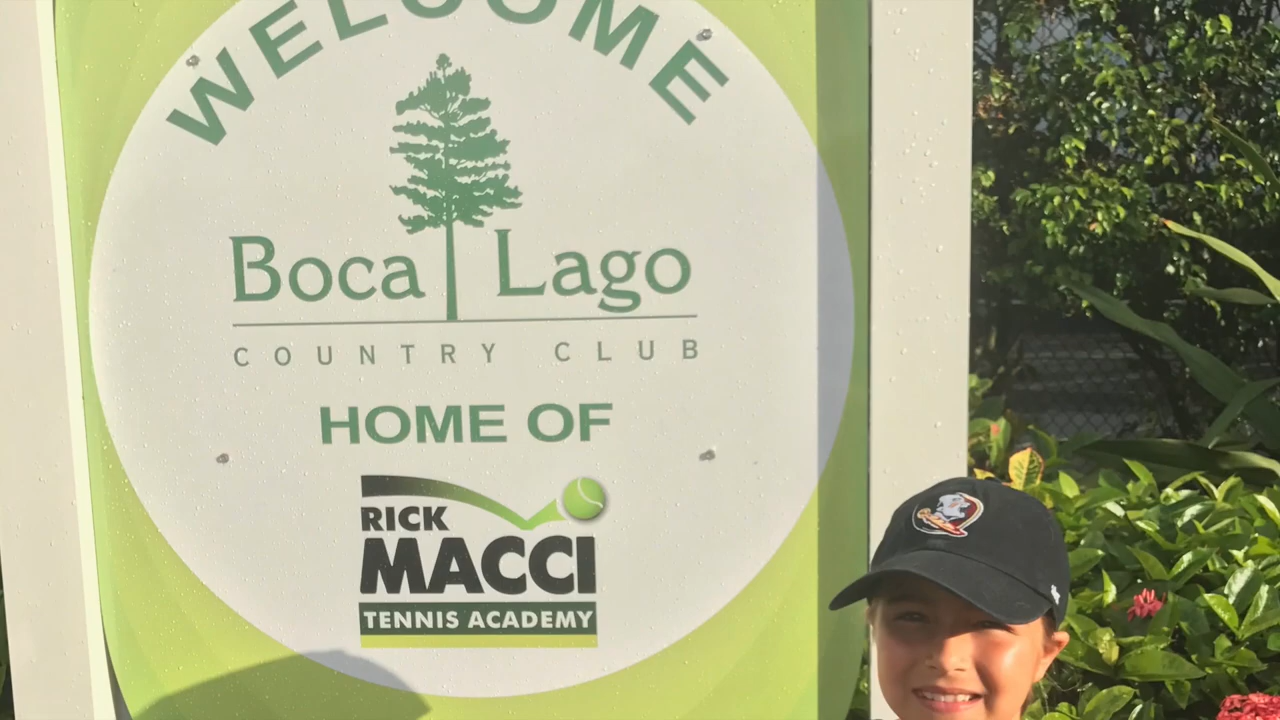 WELCOME
Boca Lago
COUNTRY CLUB
HOME OF
RICK
MACCI
TENNIS ACADEMY